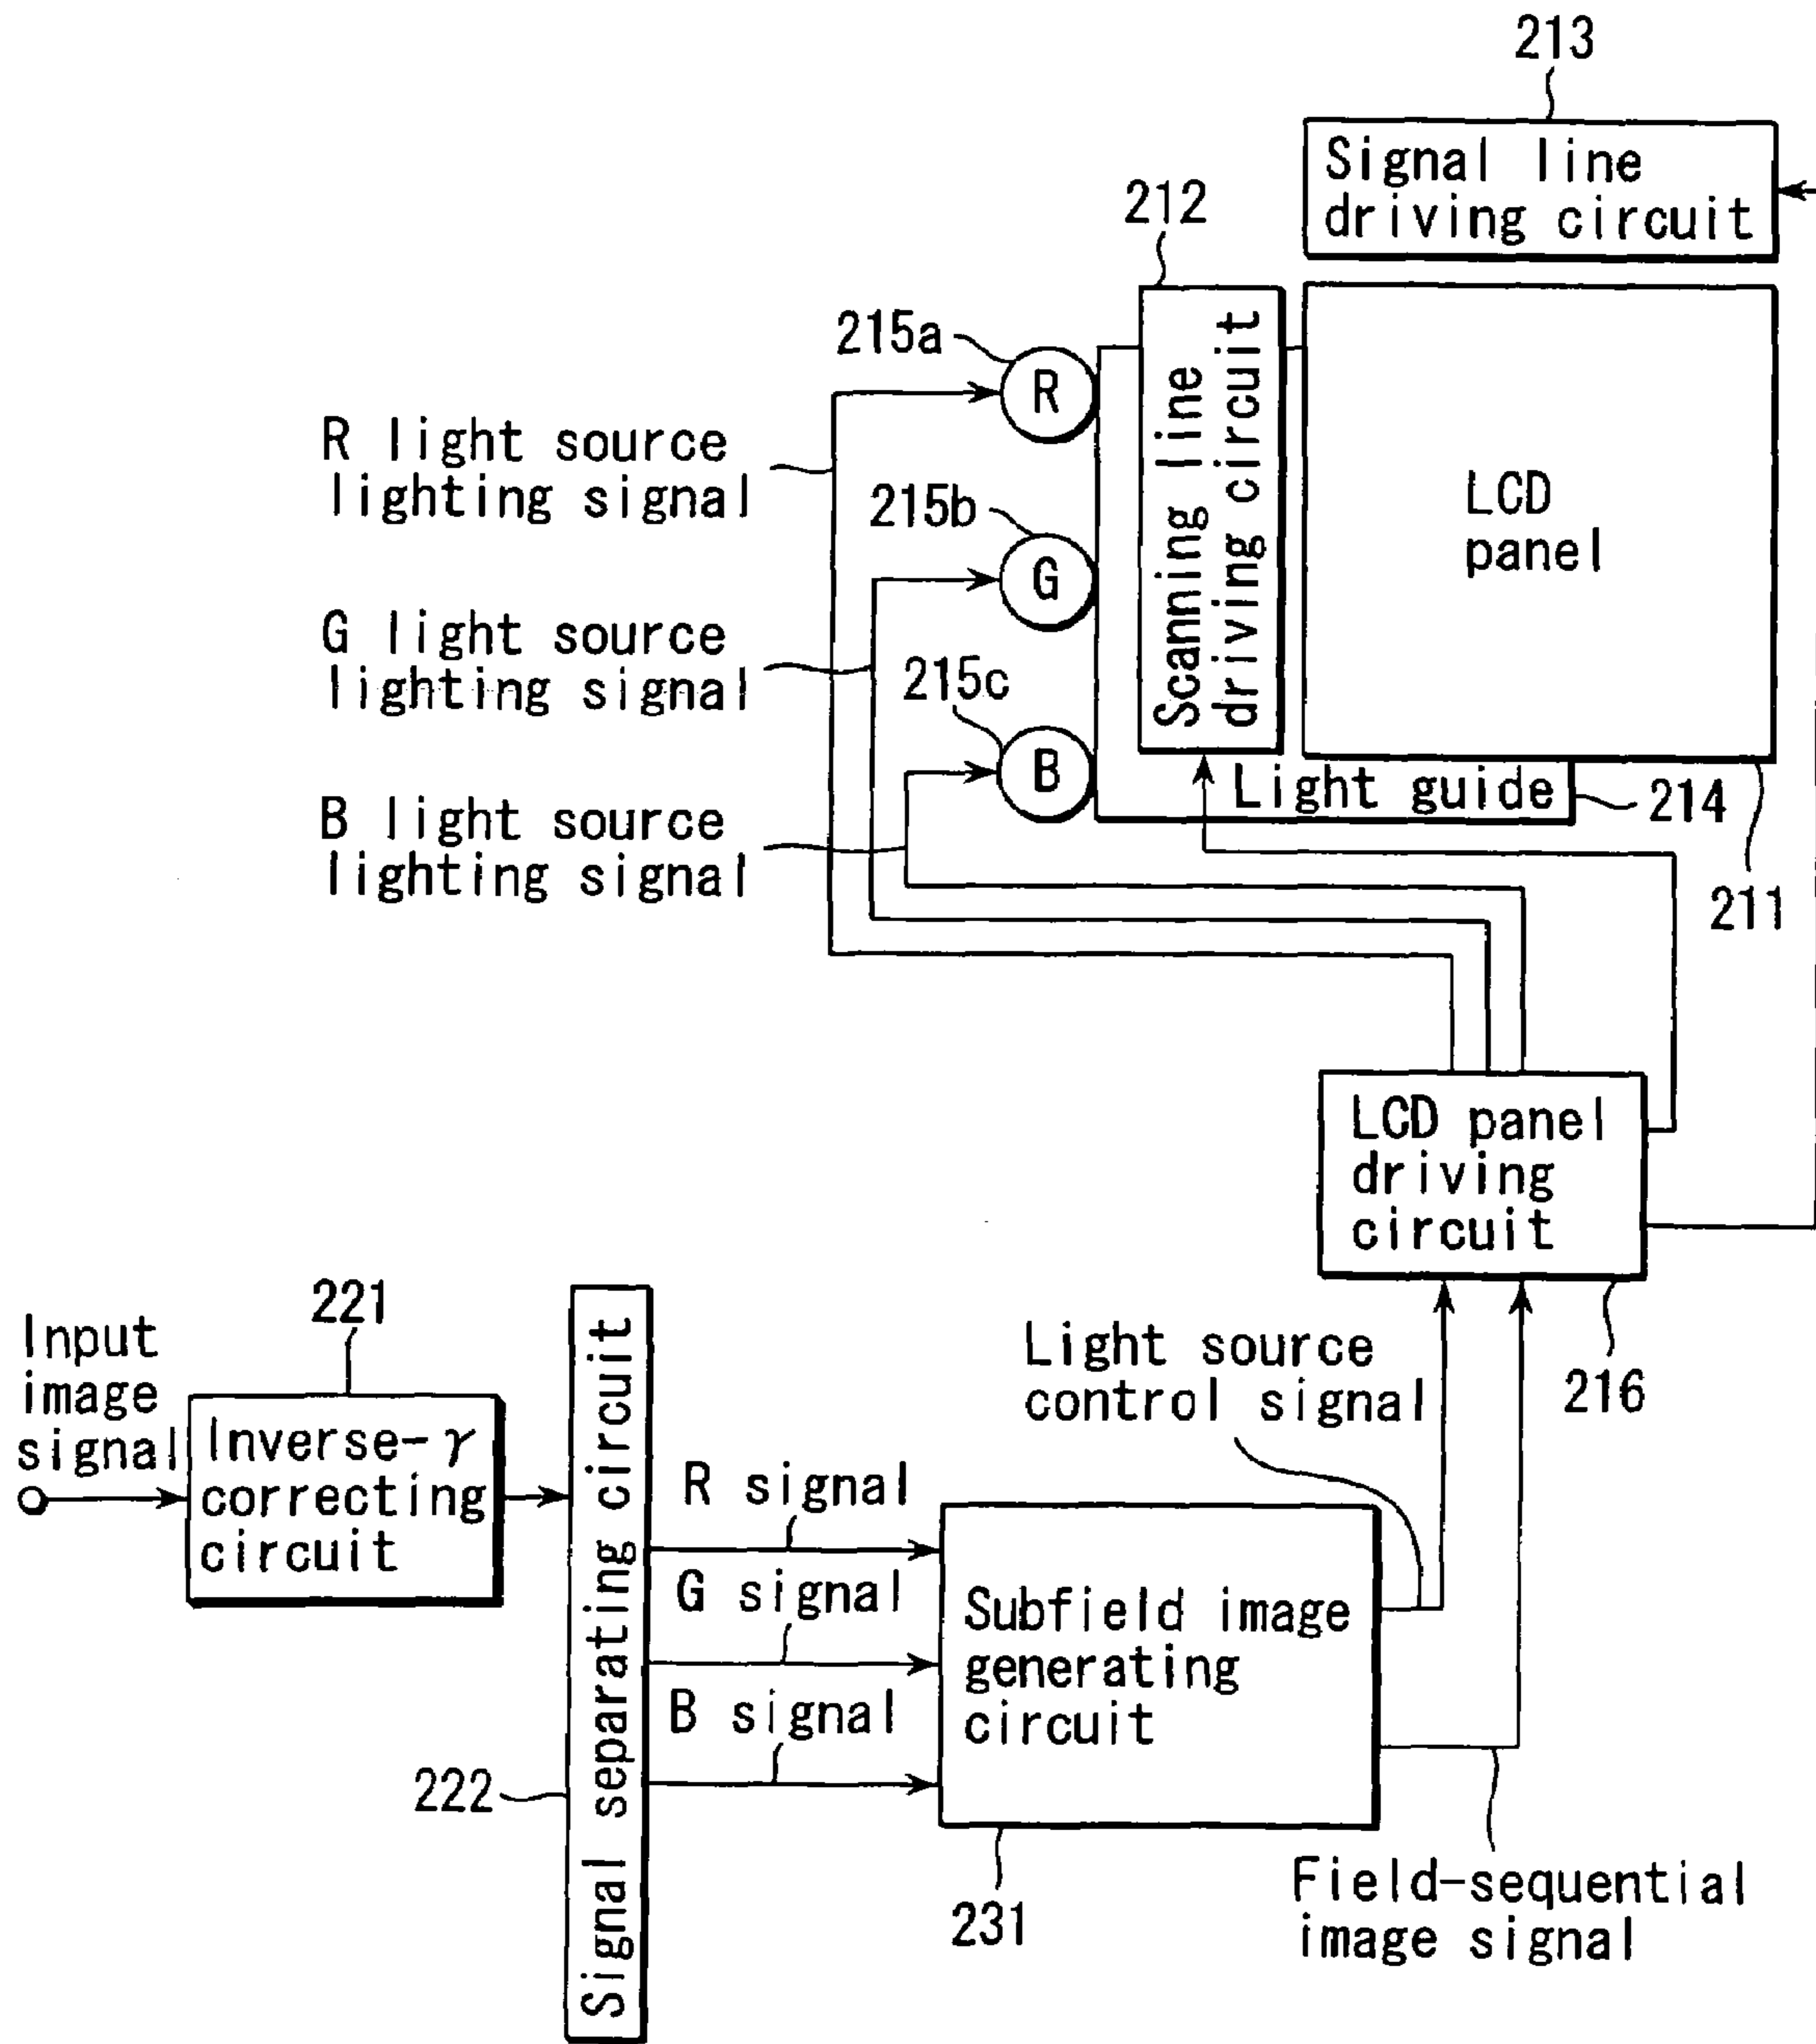 213
Signal line
driving circuit
212
Scanning line
driving circuit
215a
R
R light source
lighting signal
LCD
panel
215b
G
G light source
lighting signal
215c
B
Light guide
214
B light source
lighting signal
211
LCD panel
driving
circuit
216
221
Input
image
signal
Inverse-γ
correcting
circuit
Signal separating circuit
222
R signal
G signal
B signal
Light source
control signal
Subfield image
generating
circuit
231
Field-sequential
image signal